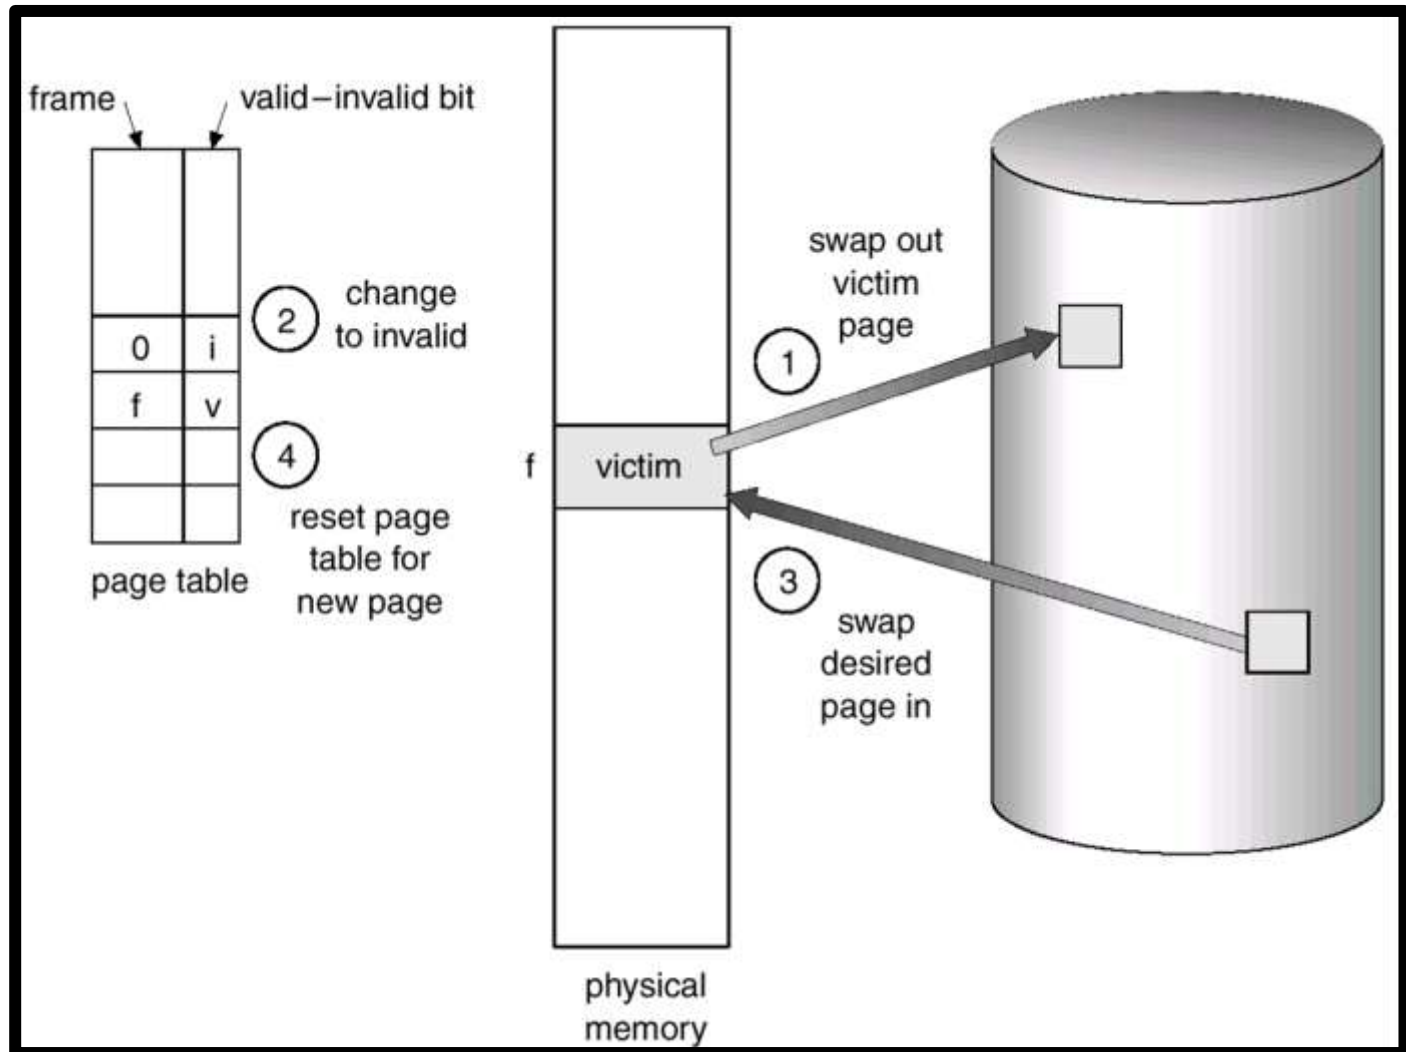 frame
valid–invalid bit
0 i
f v
page table
2
change
to invalid
4
reset page
table for
new page
f
victim
physical
memory
1
swap out
victim
page
3
swap
desired
page in